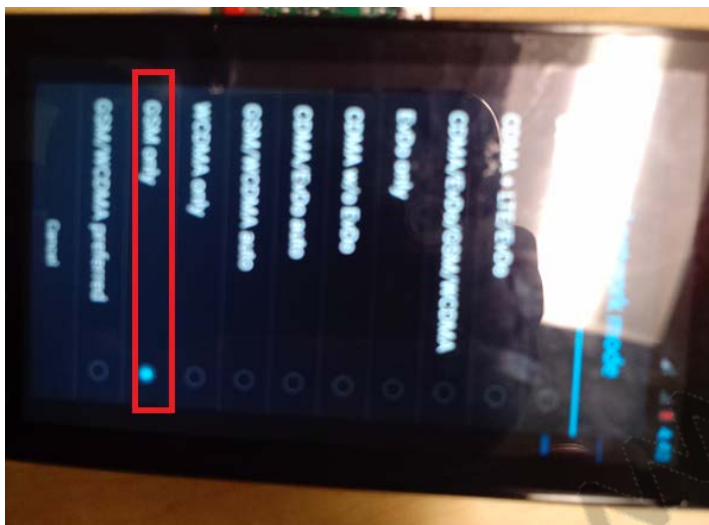 network mode
CDMA + LTE/EvDo
CDMA/EvDo/GSM/WCDMA
EvDo only
CDMA w/o EvDo
CDMA/EvDo auto
GSM/WCDMA auto
WCDMA only
GSM only
GSM/WCDMA preferred
Cancel